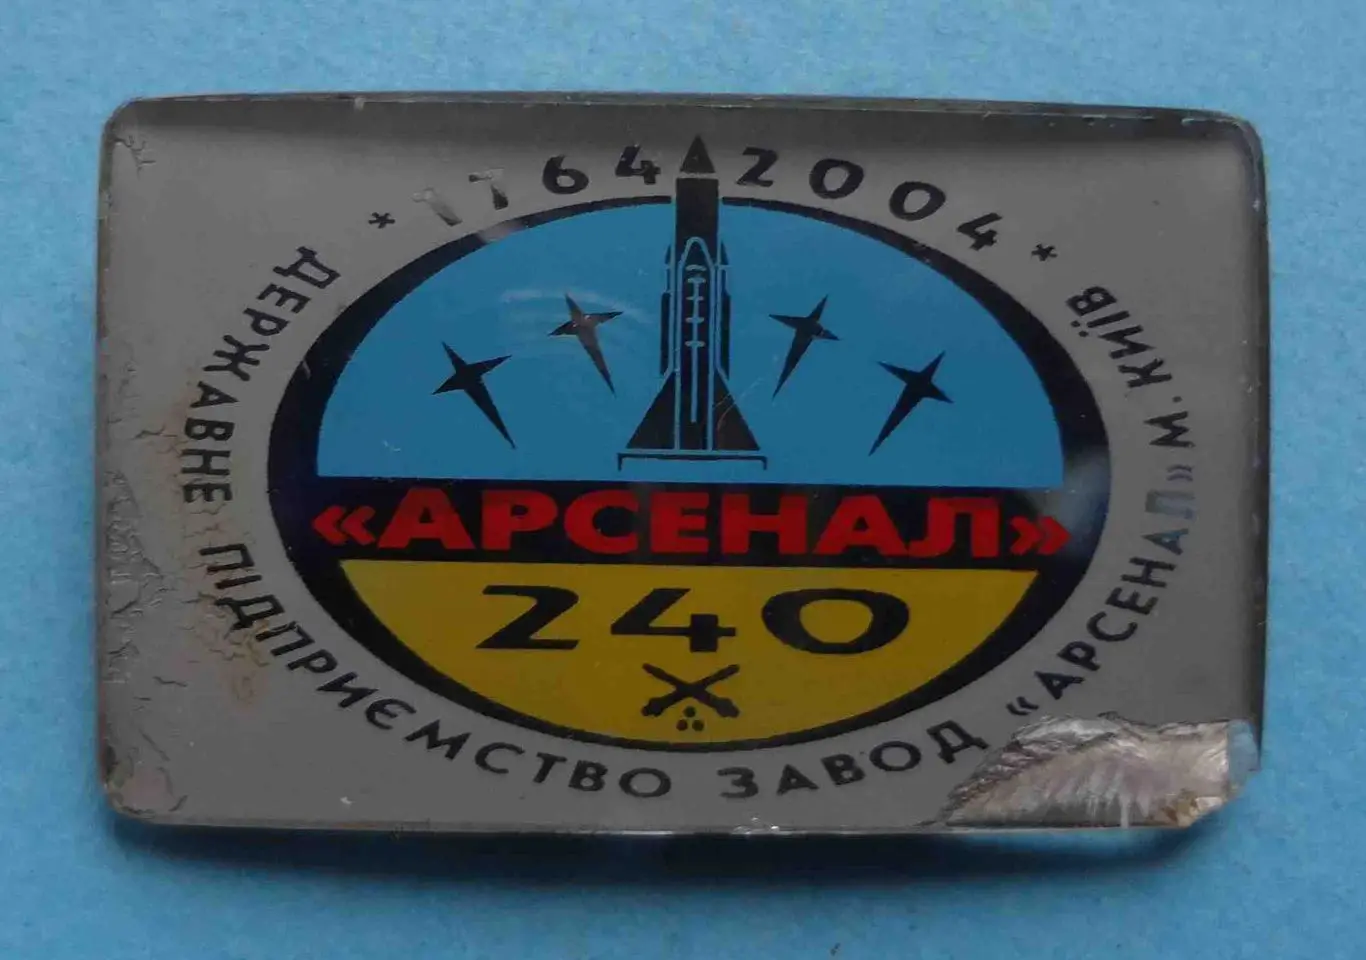 * 1764 2004 *
«АРСЕНАЛ»
240
ДЕРЖАВНЕ ПІДПРИЄМСТВО ЗАВОД «АРСЕНАЛ» М. КИЇВ